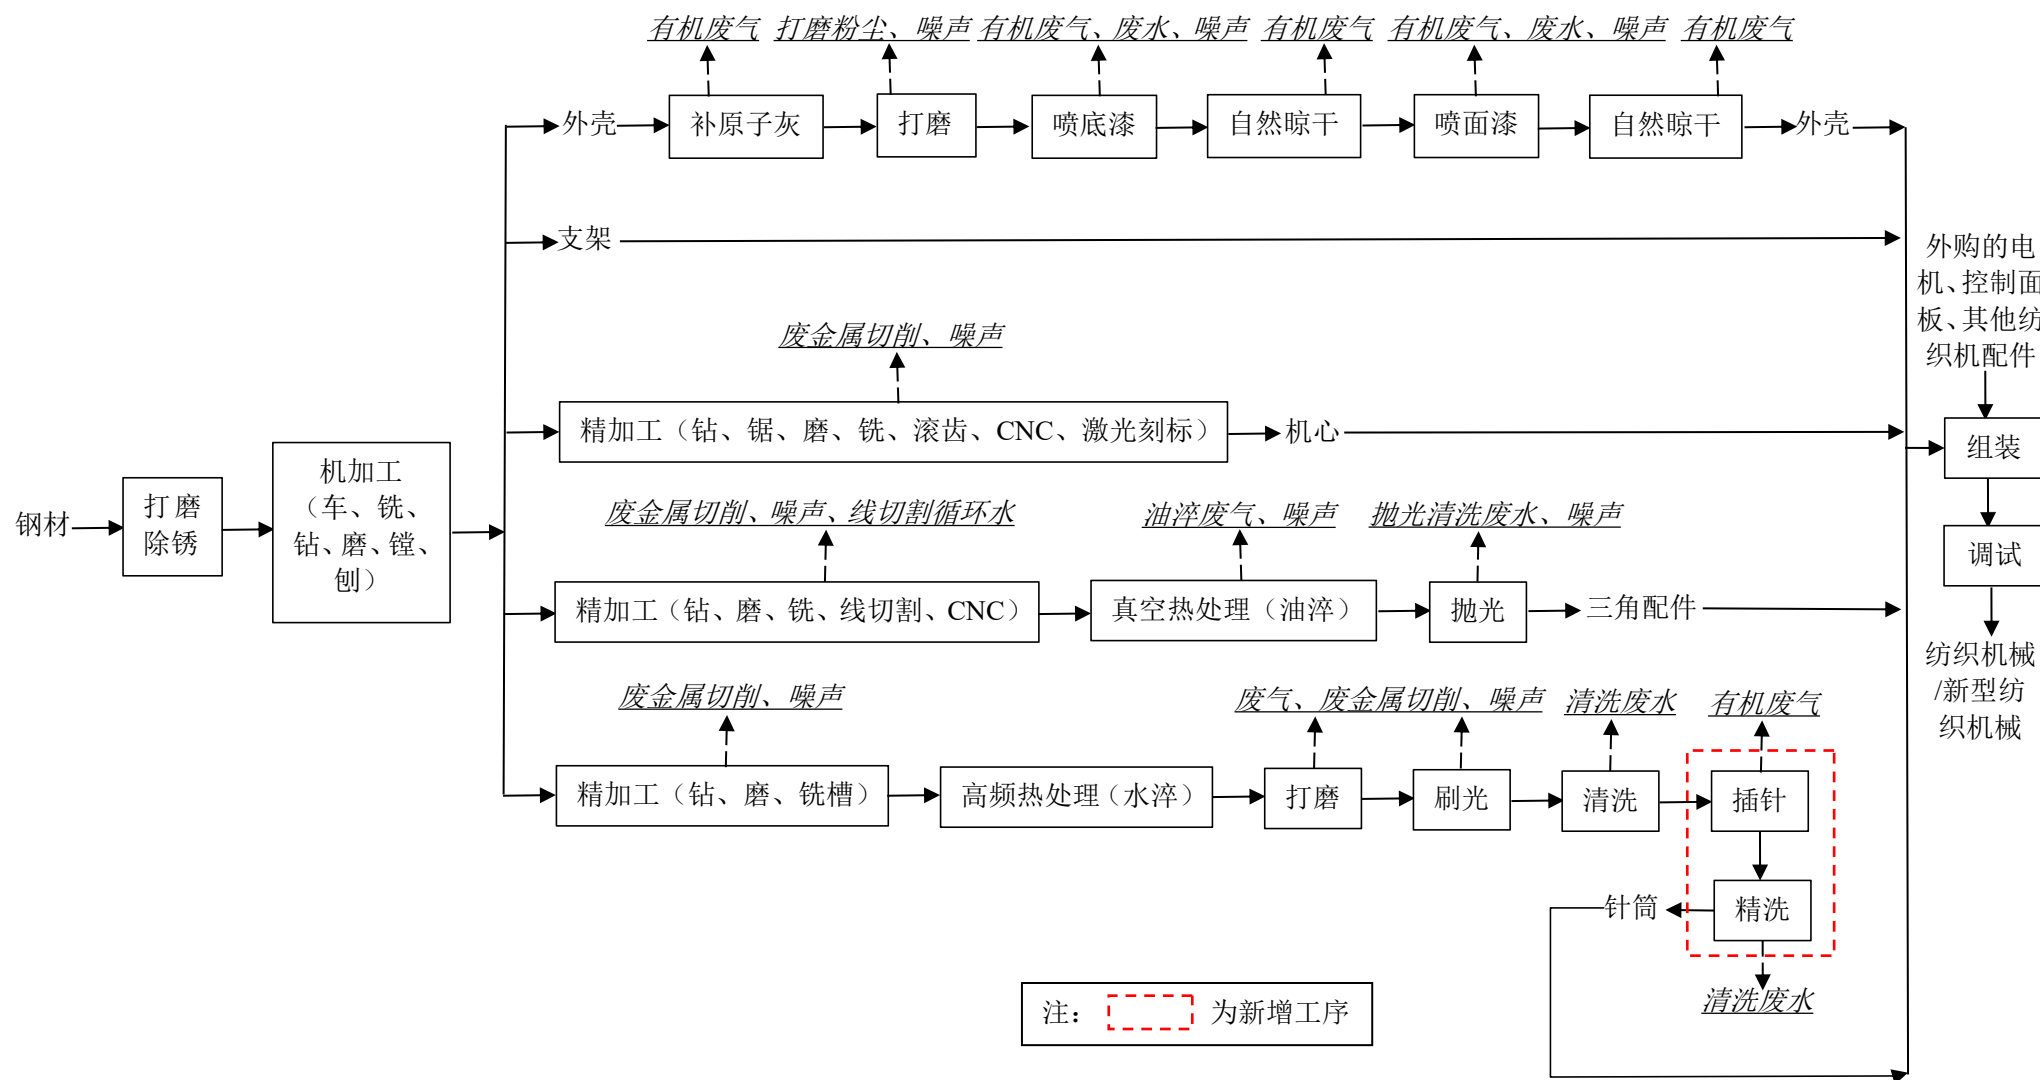 有机废气
打磨粉尘、噪声
有机废气、废水、噪声
有机废气
有机废气、废水、噪声
有机废气
外壳
补原子灰
打磨
喷底漆
自然晾干
喷面漆
自然晾干
外壳
支架
外购的电
机、控制面
板、其他纺
织机配件
废金属切削、噪声
精加工（钻、锯、磨、铣、滚齿、CNC、激光刻标）
机心
组装
钢材
打磨
除锈
机加工
（车、铣、
钻、磨、镗、
刨）
废金属切削、噪声、线切割循环水
油淬废气、噪声
抛光清洗废水、噪声
调试
精加工（钻、磨、铣、线切割、CNC）
真空热处理（油淬）
抛光
三角配件
纺织机械
/新型纺
织机械
废金属切削、噪声
废气、废金属切削、噪声
清洗废水
有机废气
精加工（钻、磨、铣槽）
高频热处理（水淬）
打磨
刷光
清洗
插针
针筒
精洗
清洗废水
注：
为新增工序